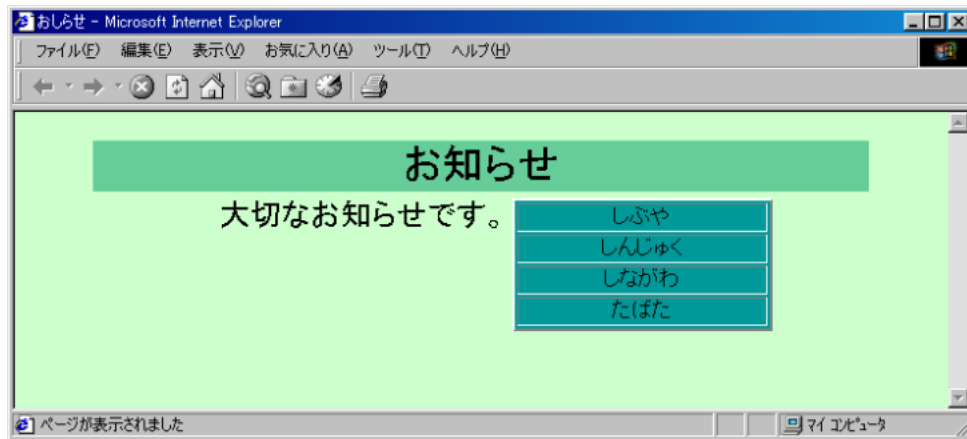 おしらせ - Microsoft Internet Explorer
ファイル(F) 編集(E) 表示(V) お気に入り(A) ツール(T) ヘルプ(H)
お知らせ
大切なお知らせです。
しぶや
しんじゅく
しながわ
たばた
ページが表示されました
マイ コンピュータ